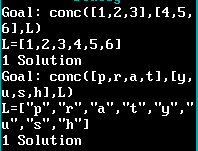 Goal: conc([1,2,3],[4,5,
6],L)
L=[1,2,3,4,5,6]
1 Solution
Goal: conc([p,r,a,t],[y,
u,s,h],L)
L=["p","r","a","t","y","
u","s","h"]
1 Solution